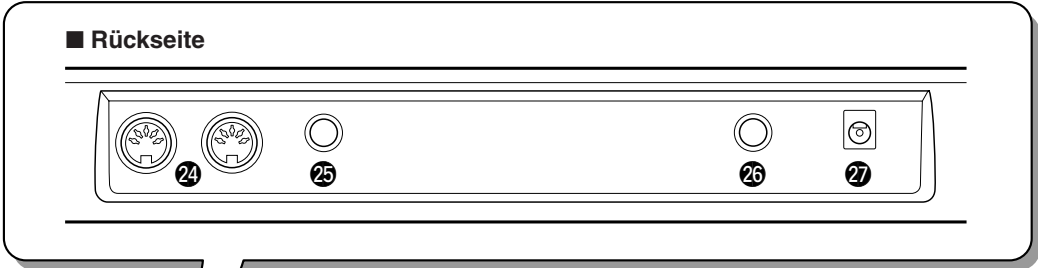 ■ Rückseite
㉔ ㉕ ㉖ ㉗